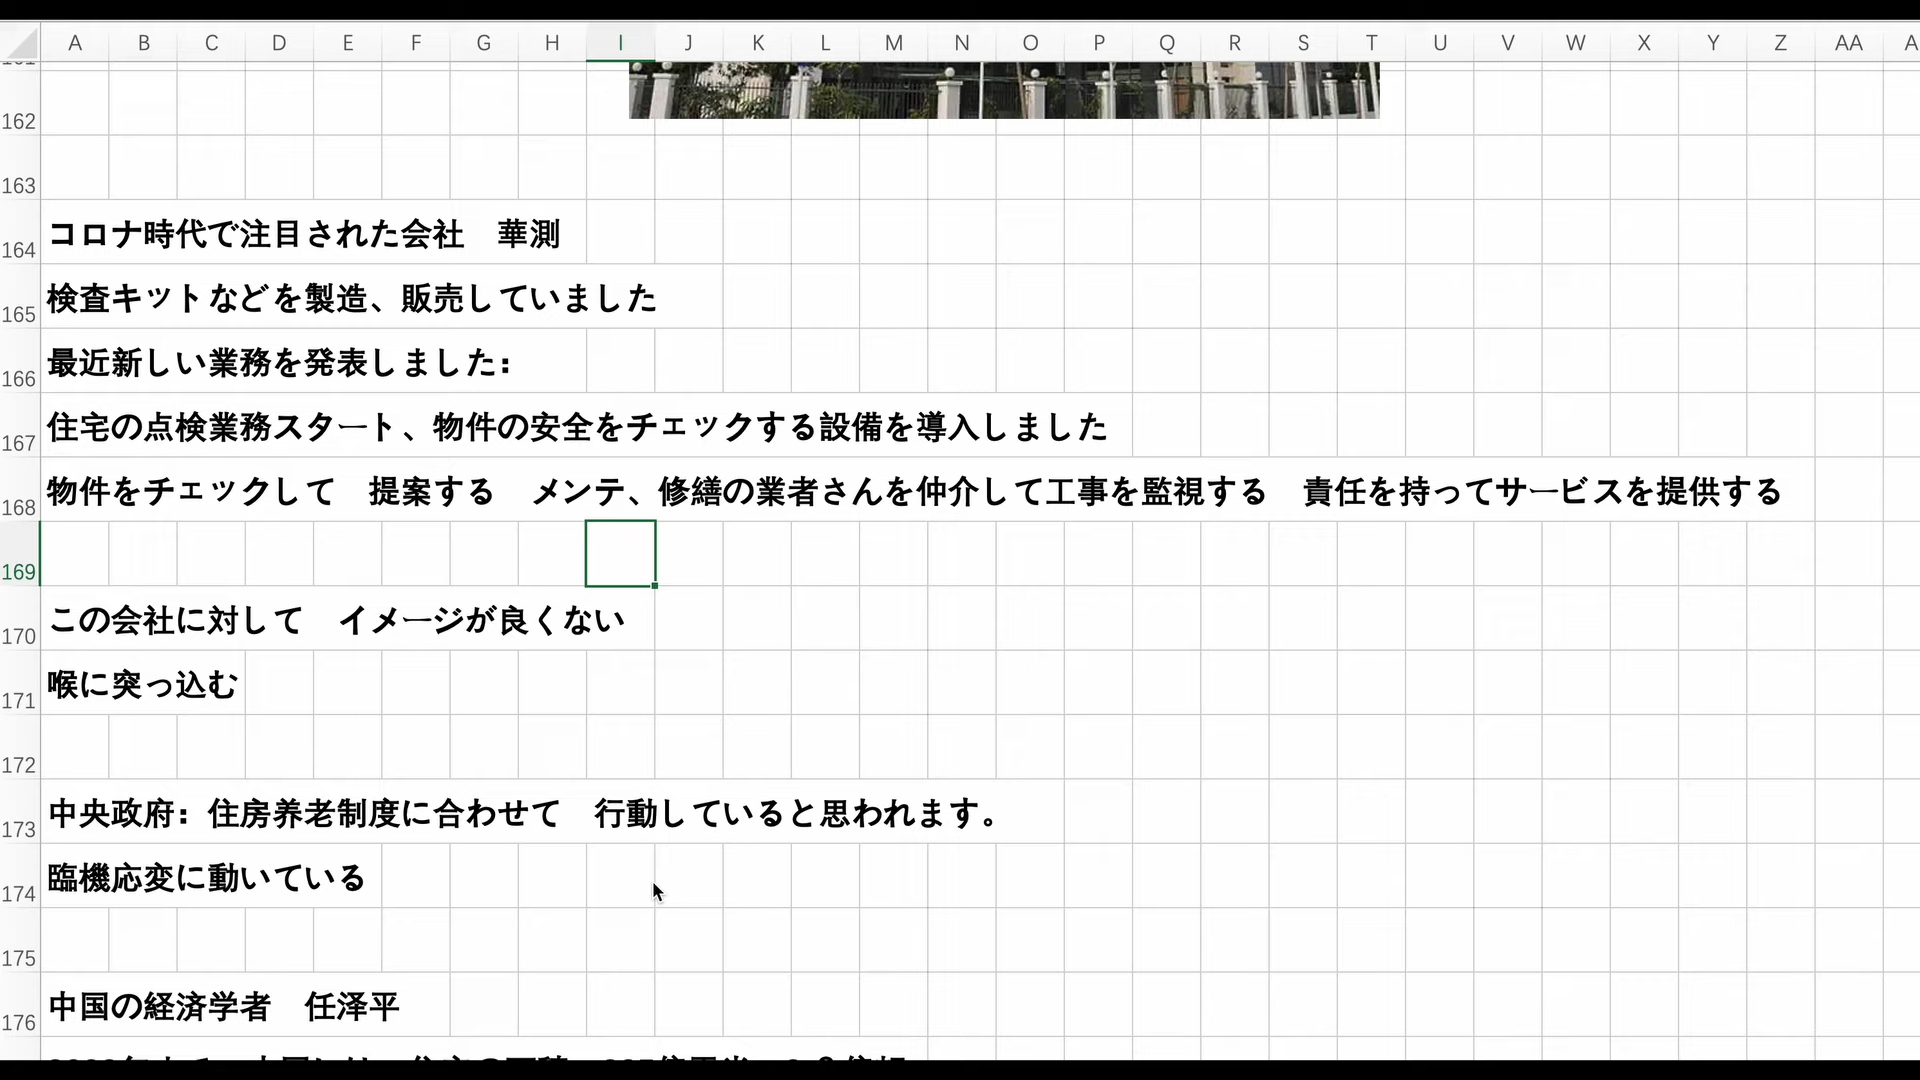 A B C D E F G H I J K L M N O P Q R S T U V W X Y Z AA A
162
163
164 コロナ時代で注目された会社　華測
165 検査キットなどを製造、販売していました
166 最近新しい業務を発表しました：
167 住宅の点検業務スタート、物件の安全をチェックする設備を導入しました
168 物件をチェックして　提案する　メンテ、修繕の業者さんを仲介して工事を監視する　責任を持ってサービスを提供する
169
170 この会社に対して　イメージが良くない
171 喉に突っ込む
172
173 中央政府：住房养老制度に合わせて　行動していると思われます。
174 臨機応変に動いている
175
176 中国の経済学者　任泽平